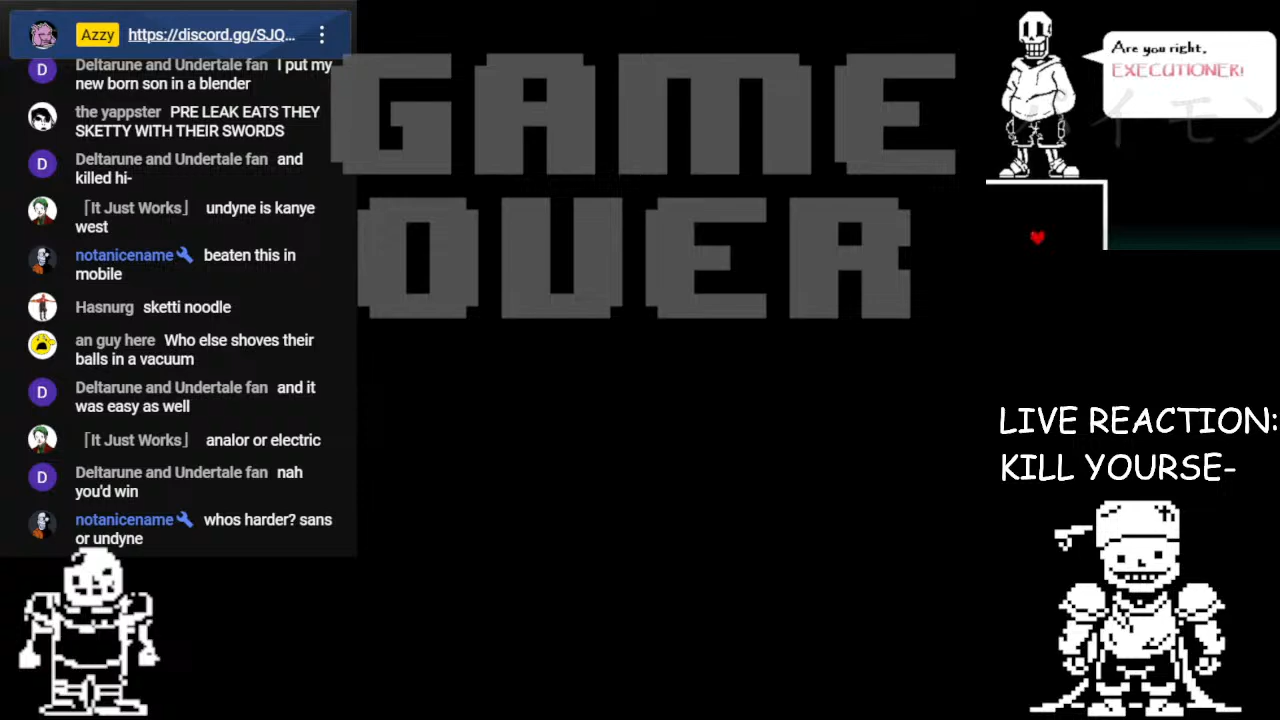 Azzy https://discord.gg/SJQ...
Deltarune and Undertale fan I put my
new born son in a blender
the yappster PRE LEAK EATS THEY
SKETTY WITH THEIR SWORDS
Deltarune and Undertale fan and
killed hi-
「It Just Works」 undyne is kanye
west
notanicename beaten this in
mobile
Hasnurg sketti noodle
an guy here Who else shoves their
balls in a vacuum
Deltarune and Undertale fan and it
was easy as well
「It Just Works」 analor or electric
Deltarune and Undertale fan nah
you'd win
notanicename whos harder? sans
or undyne
GAME
OVER
Are you right,
EXECUTIONER!
イモン
LIVE REACTION:
KILL YOURSE-